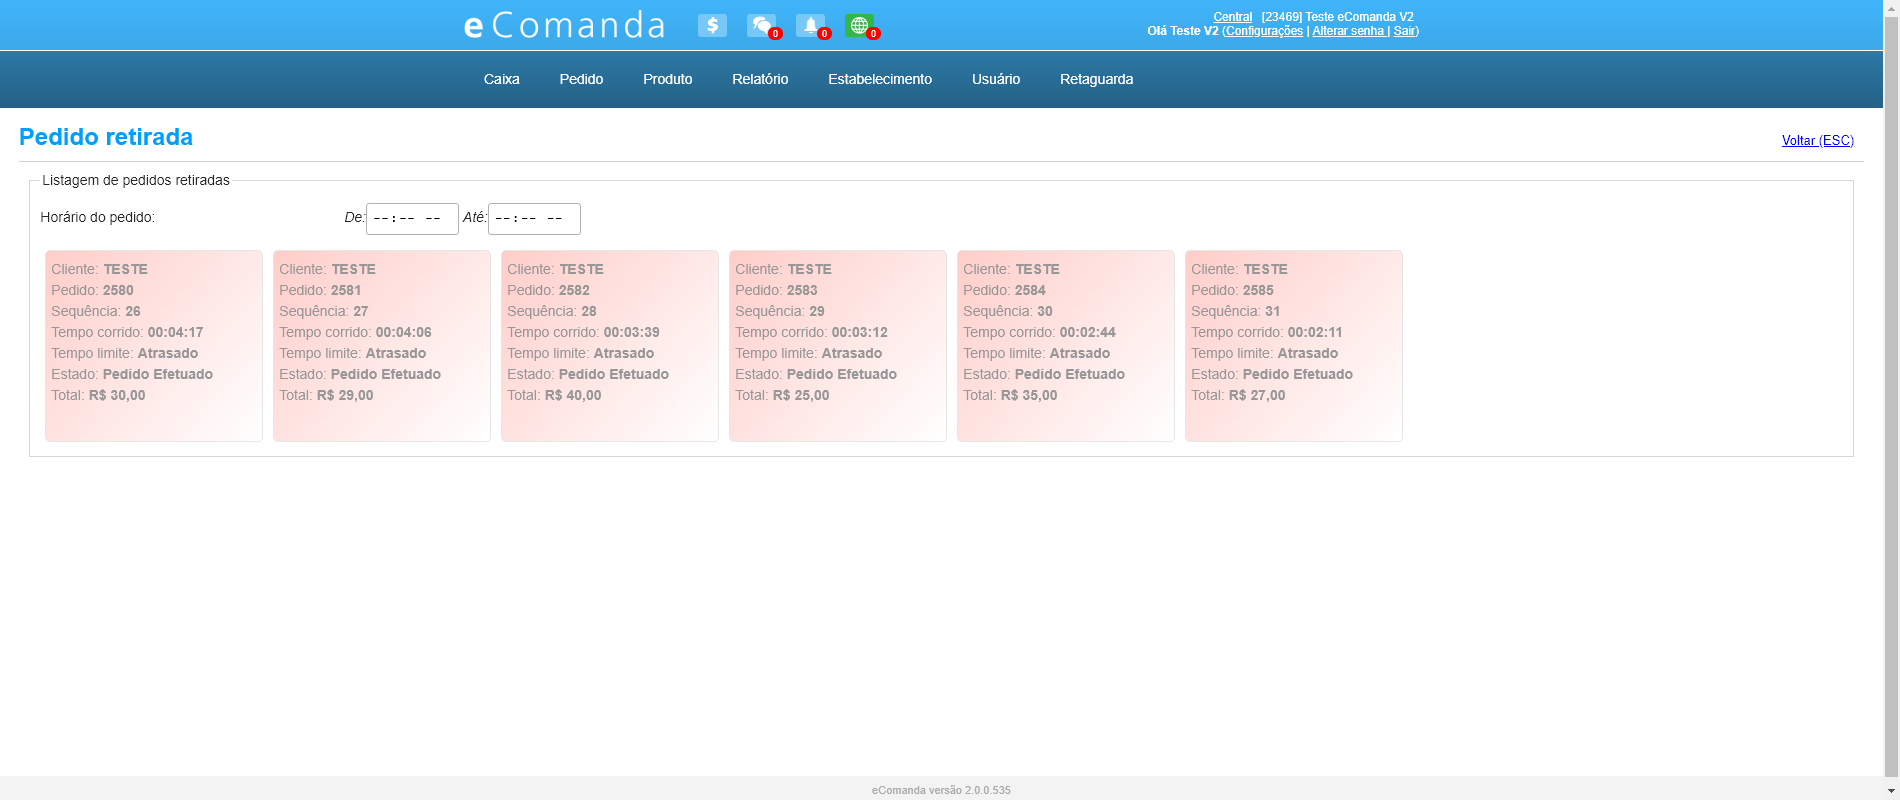 eComanda
$ 0 0 0
Central [23469] Teste eComanda V2
Olá Teste V2 (Configurações | Alterar senha | Sair)
Caixa Pedido Produto Relatório Estabelecimento Usuário Retaguarda
Pedido retirada
Voltar (ESC)
Listagem de pedidos retiradas
Horário do pedido: De: --:-- -- Até: --:-- --
Cliente: TESTE
Pedido: 2580
Sequência: 26
Tempo corrido: 00:04:17
Tempo limite: Atrasado
Estado: Pedido Efetuado
Total: R$ 30,00
Cliente: TESTE
Pedido: 2581
Sequência: 27
Tempo corrido: 00:04:06
Tempo limite: Atrasado
Estado: Pedido Efetuado
Total: R$ 29,00
Cliente: TESTE
Pedido: 2582
Sequência: 28
Tempo corrido: 00:03:39
Tempo limite: Atrasado
Estado: Pedido Efetuado
Total: R$ 40,00
Cliente: TESTE
Pedido: 2583
Sequência: 29
Tempo corrido: 00:03:12
Tempo limite: Atrasado
Estado: Pedido Efetuado
Total: R$ 25,00
Cliente: TESTE
Pedido: 2584
Sequência: 30
Tempo corrido: 00:02:44
Tempo limite: Atrasado
Estado: Pedido Efetuado
Total: R$ 35,00
Cliente: TESTE
Pedido: 2585
Sequência: 31
Tempo corrido: 00:02:11
Tempo limite: Atrasado
Estado: Pedido Efetuado
Total: R$ 27,00
eComanda versão 2.0.0.535